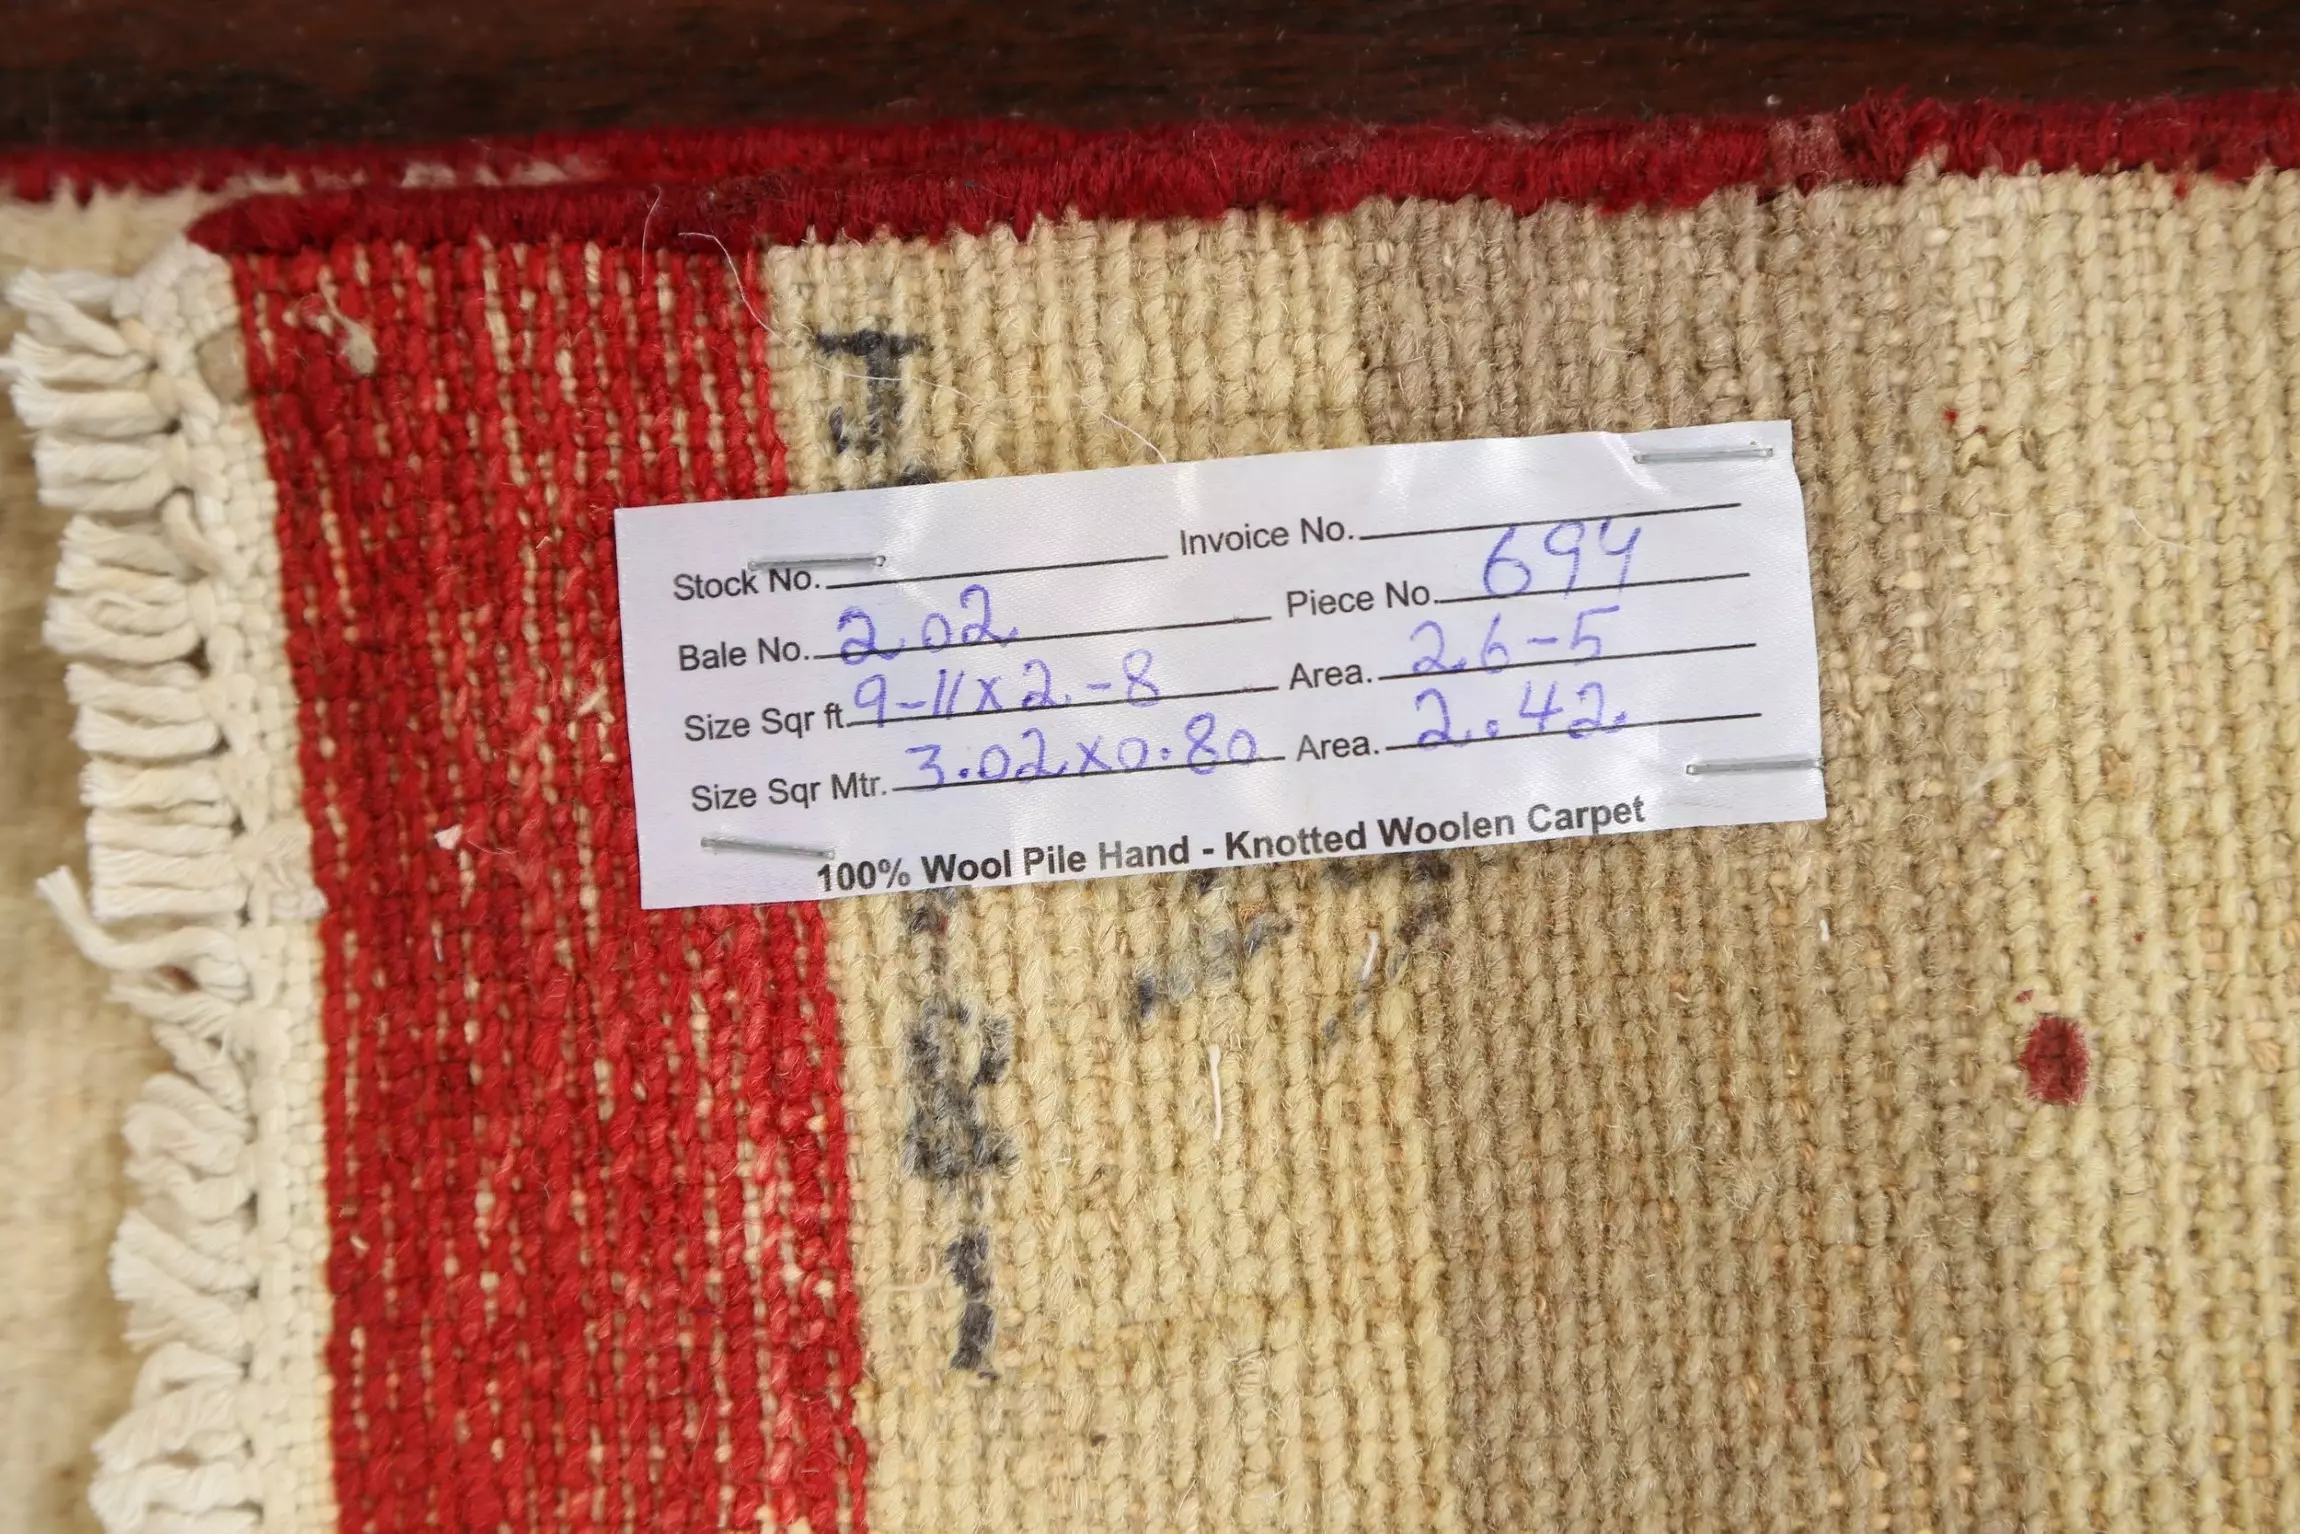 Stock No. Invoice No.
Bale No. 202 Piece No. 694
Size Sqr ft. 9-11x2-8 Area. 26-5
Size Sqr Mtr. 3.02x0.80 Area. 2.42.
100% Wool Pile Hand - Knotted Woolen Carpet